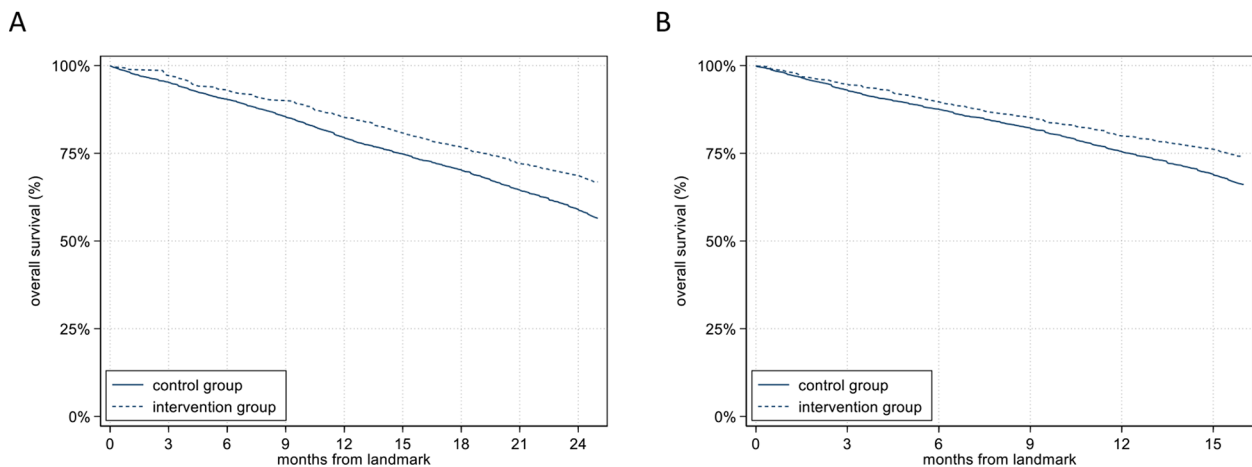 A
overall survival (%)
100%
75%
50%
25%
0%
control group
intervention group
0 3 6 9 12 15 18 21 24
months from landmark
B
overall survival (%)
100%
75%
50%
25%
0%
control group
intervention group
0 3 6 9 12 15
months from landmark